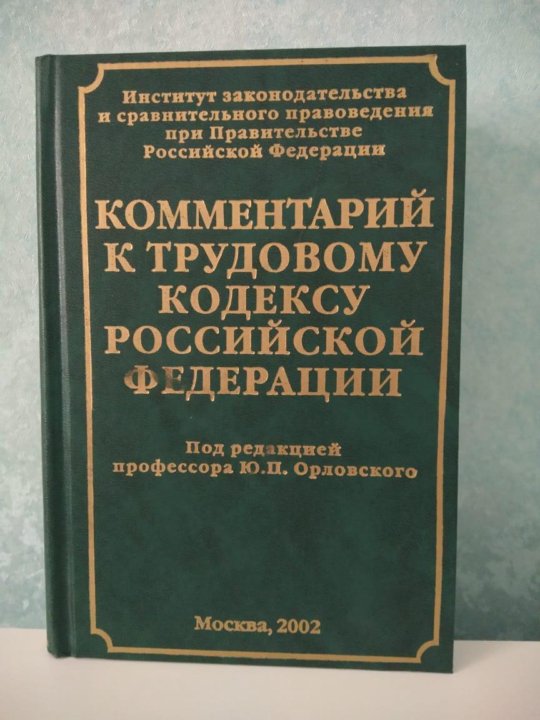 Институт законодательства
и сравнительного правоведения
при Правительстве
Российской Федерации
КОММЕНТАРИЙ
К ТРУДОВОМУ
КОДЕКСУ
РОССИЙСКОЙ
ФЕДЕРАЦИИ
Под редакцией
профессора Ю.П. Орловского
Москва, 2002